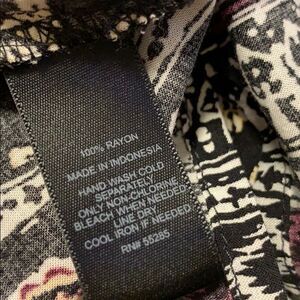 100% RAYON
MADE IN INDONESIA
HAND WASH COLD
SEPARATELY
ONLY NON-CHLORINE
BLEACH WHEN NEEDED
LINE DRY
COOL IRON IF NEEDED
RN# 55285